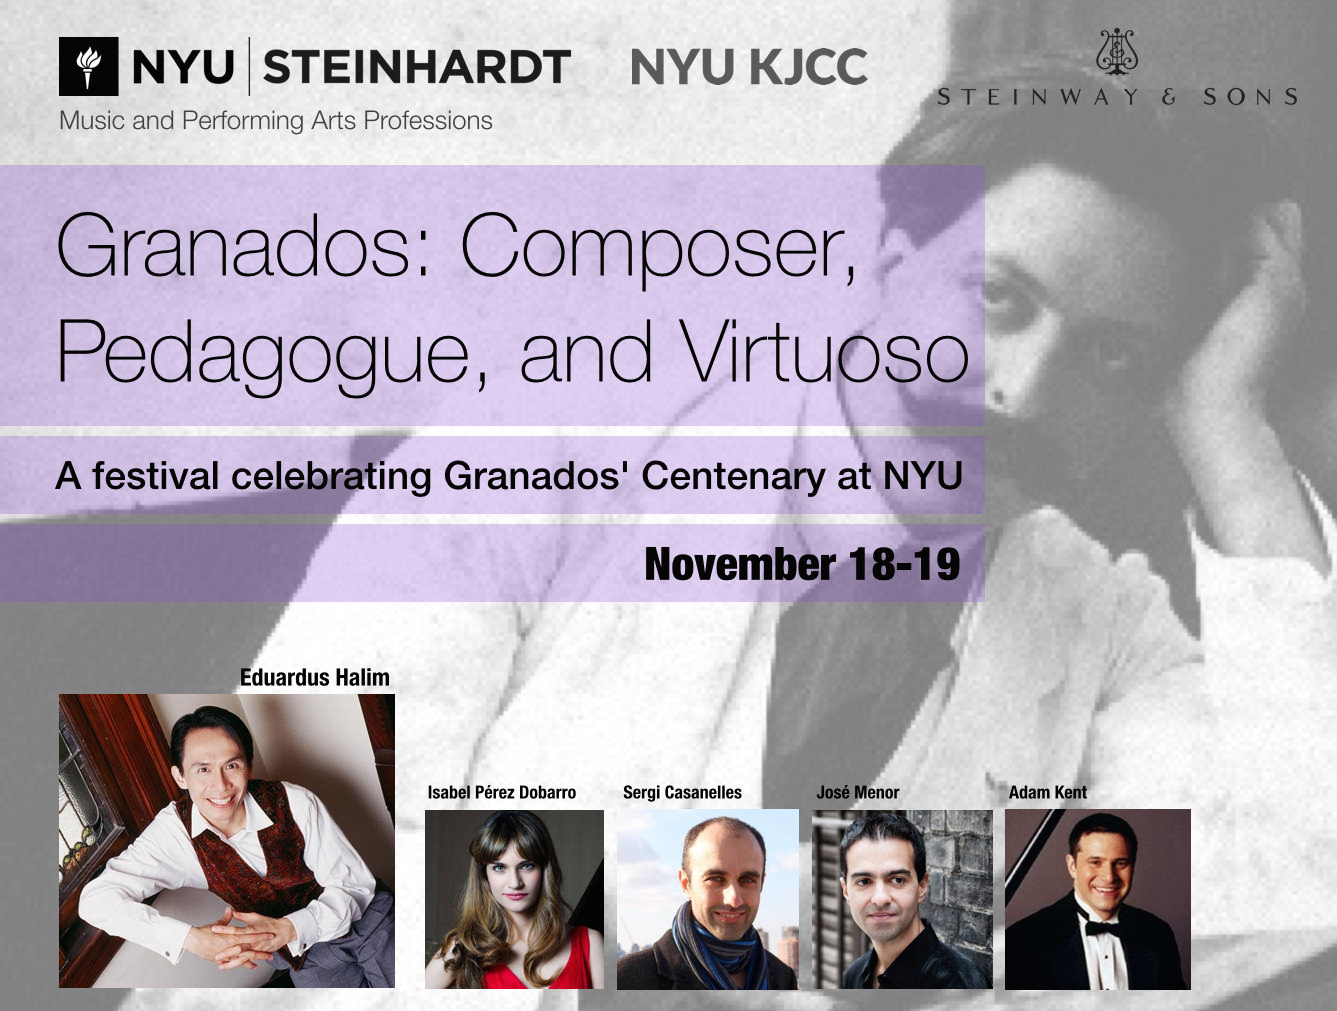 NYU STEINHARDT
Music and Performing Arts Professions
NYU KJCC
STEINWAY & SONS
Granados: Composer,
Pedagogue, and Virtuoso
A festival celebrating Granados' Centenary at NYU
November 18-19
Eduardus Halim
Isabel Pérez Dobarro
Sergi Casanelles
José Menor
Adam Kent